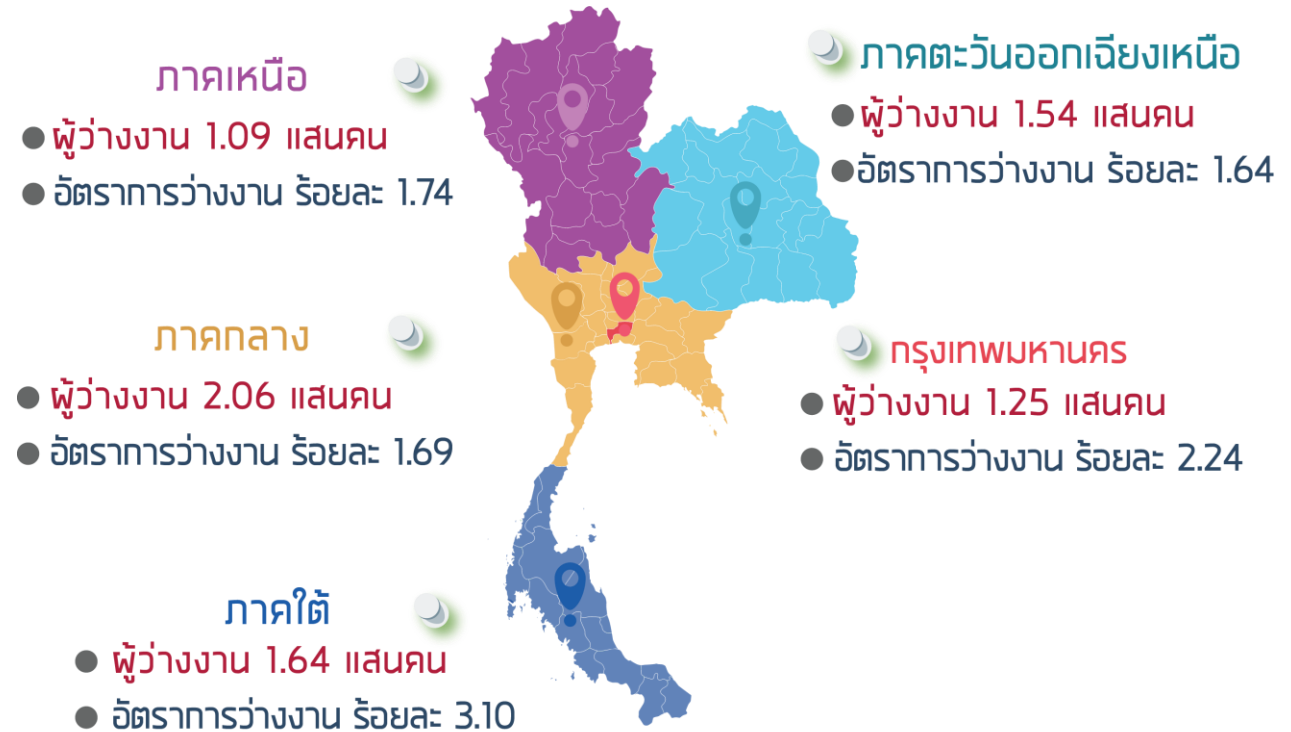 ภาคเหนือ
● ผู้ว่างงาน 1.09 แสนคน
● อัตราการว่างงาน ร้อยละ 1.74
ภาคตะวันออกเฉียงเหนือ
● ผู้ว่างงาน 1.54 แสนคน
● อัตราการว่างงาน ร้อยละ 1.64
ภาคกลาง
● ผู้ว่างงาน 2.06 แสนคน
● อัตราการว่างงาน ร้อยละ 1.69
กรุงเทพมหานคร
● ผู้ว่างงาน 1.25 แสนคน
● อัตราการว่างงาน ร้อยละ 2.24
ภาคใต้
● ผู้ว่างงาน 1.64 แสนคน
● อัตราการว่างงาน ร้อยละ 3.10